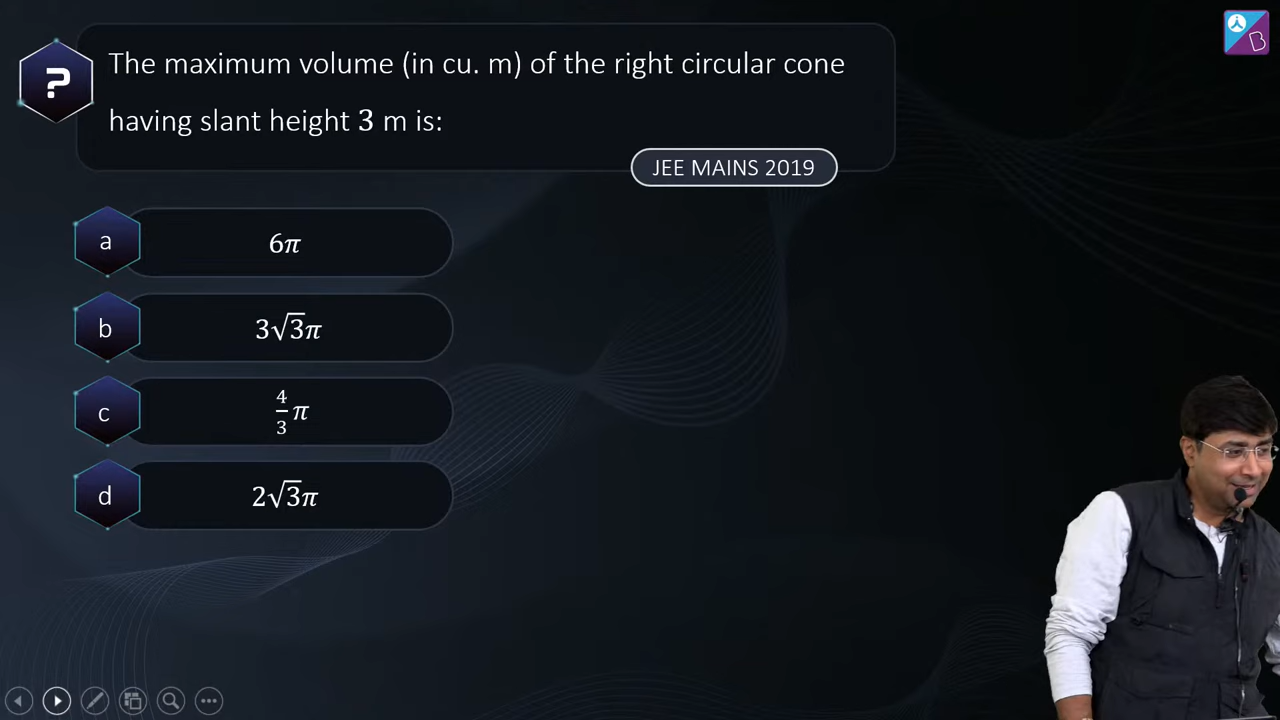 ?
The maximum volume (in cu. m) of the right circular cone
having slant height 3 m is:
JEE MAINS 2019
a
6π
b
3√3π
c
4/3 π
d
2√3π
B